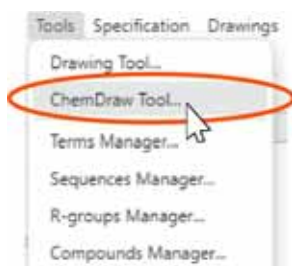 Tools Specification Drawings
Drawing Tool...
ChemDraw Tool...
Terms Manager...
Sequences Manager...
R-groups Manager...
Compounds Manager...